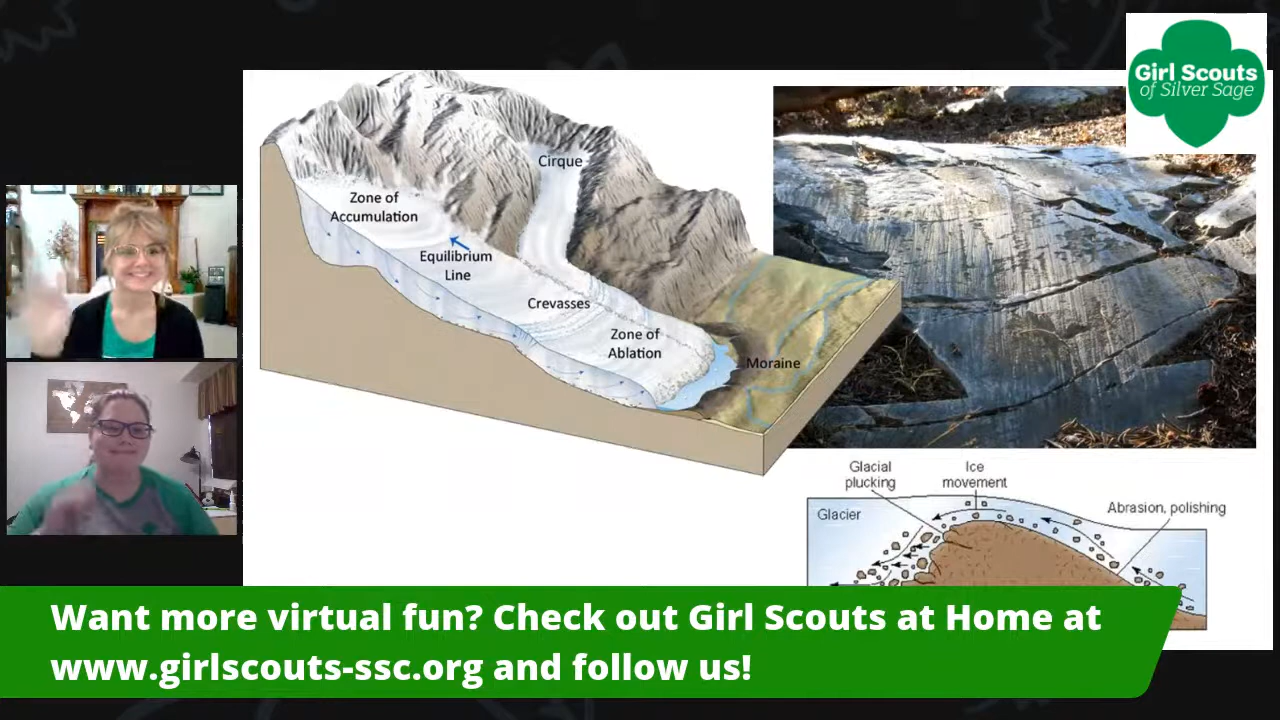 Girl Scouts
of Silver Sage
Cirque
Zone of
Accumulation
Equilibrium
Line
Crevasses
Zone of
Ablation
Moraine
Glacial
plucking
Ice
movement
Abrasion, polishing
Glacier
Want more virtual fun? Check out Girl Scouts at Home at
www.girlscouts-ssc.org and follow us!